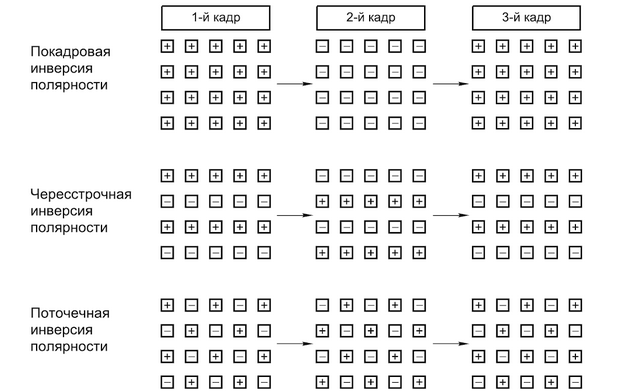 1-й кадр 2-й кадр 3-й кадр
Покадровая
инверсия
полярности
+ + + + + − − − − − + + + + +
+ + + + + − − − − − + + + + +
+ + + + + − − − − − + + + + +
+ + + + + − − − − − + + + + +
Чересстрочная
инверсия
полярности
+ + + + + − − − − − + + + + +
− − − − − + + + + + − − − − −
+ + + + + − − − − − + + + + +
− − − − − + + + + + − − − − −
Поточечная
инверсия
полярности
+ − + − + − + − + − + − + − +
− + − + − + − + − + − + − + −
+ − + − + − + − + − + − + − +
− + − + − + − + − + − + − + −